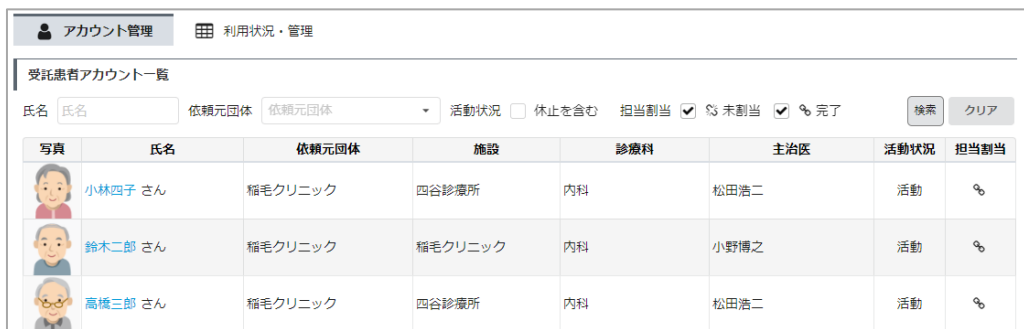 アカウント管理 利用状況・管理
受託患者アカウント一覧
氏名 氏名 依頼元団体 依頼元団体 活動状況 休止を含む 担当割当 未割当 完了 検索 クリア
写真 氏名 依頼元団体 施設 診療科 主治医 活動状況 担当割当
小林四子 さん 稲毛クリニック 四谷診療所 内科 松田浩二 活動
鈴木二郎 さん 稲毛クリニック 稲毛クリニック 内科 小野博之 活動
高橋三郎 さん 稲毛クリニック 四谷診療所 内科 松田浩二 活動